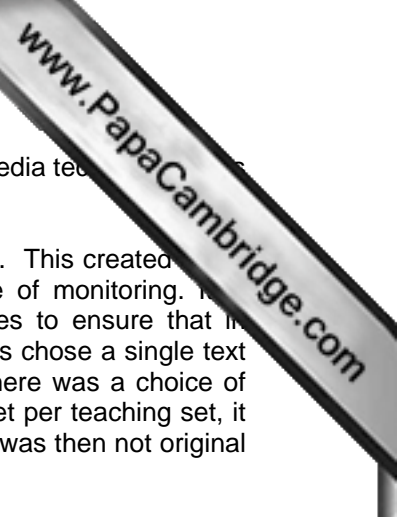 www.PapaCambridge.com
edia
. This created
e of monitoring.
es to ensure that in
s chose a single text
here was a choice of
et per teaching set, it
was then not original